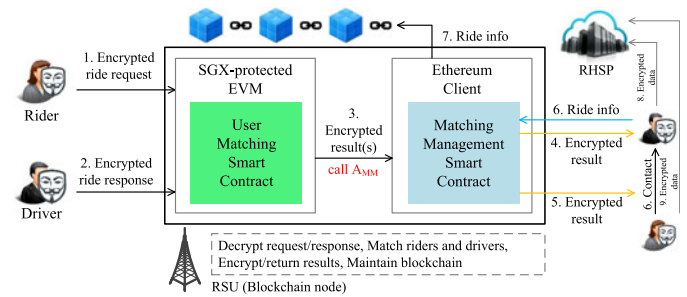 7. Ride info
1. Encrypted
ride request
Rider
2. Encrypted
ride response
Driver
SGX-protected
EVM
User
Matching
Smart
Contract
3.
Encrypted
result(s)
call AMM
Ethereum
Client
Matching
Management
Smart
Contract
RHSP
8. Encrypted
data
6. Ride info
4. Encrypted
result
5. Encrypted
result
6. Contact
9. Encrypted
data
Decrypt request/response, Match riders and drivers,
Encrypt/return results, Maintain blockchain
RSU (Blockchain node)